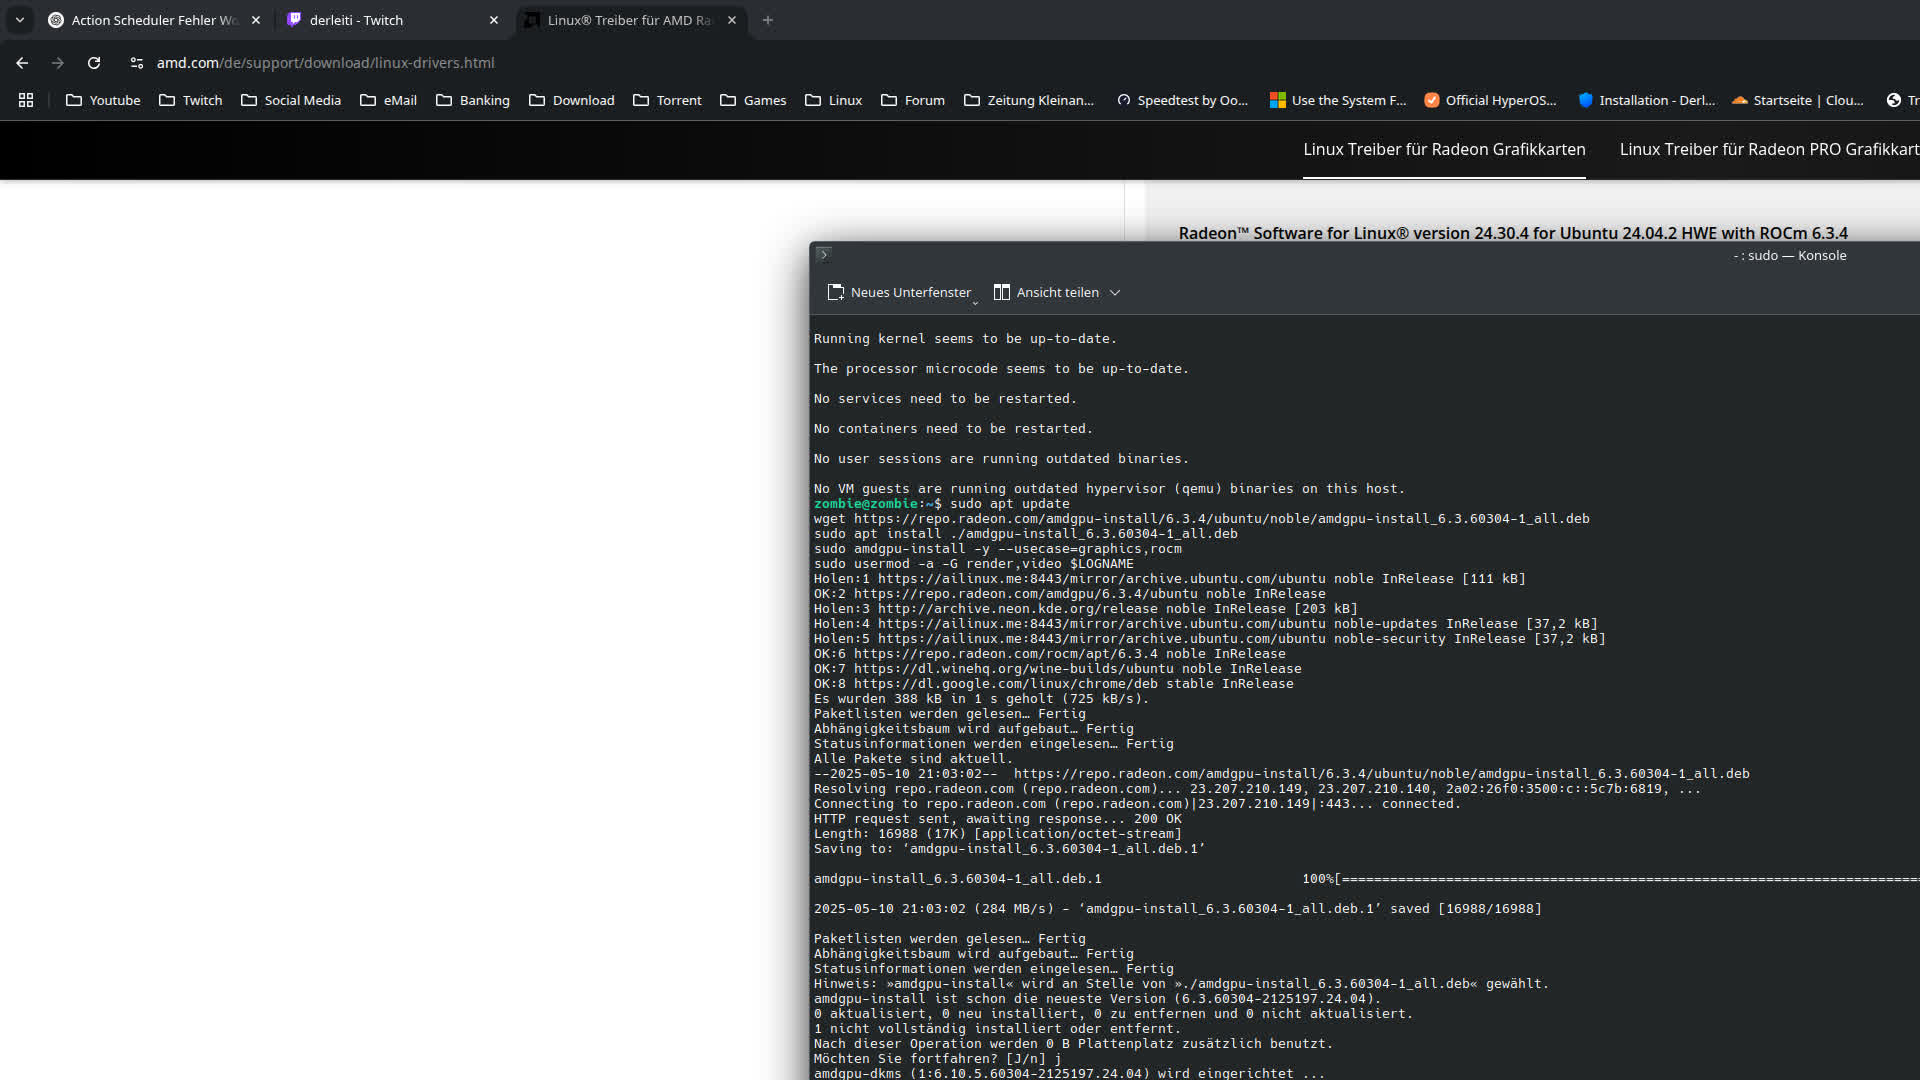 Action Scheduler Fehler Wo
derleiti - Twitch
Linux® Treiber für AMD Ra
amd.com/de/support/download/linux-drivers.html
Youtube Twitch Social Media eMail Banking Download Torrent Games Linux Forum Zeitung Kleinan... Speedtest by Oo... Use the System F... Official HyperOS... Installation - Derl... Startseite | Clou... Tr
Linux Treiber für Radeon Grafikkarten Linux Treiber für Radeon PRO Grafikkart
Radeon™ Software for Linux® version 24.30.4 for Ubuntu 24.04.2 HWE with ROCm 6.3.4
- : sudo — Konsole
Neues Unterfenster Ansicht teilen
Running kernel seems to be up-to-date.
The processor microcode seems to be up-to-date.
No services need to be restarted.
No containers need to be restarted.
No user sessions are running outdated binaries.
No VM guests are running outdated hypervisor (qemu) binaries on this host.
zombie@zombie:~$ sudo apt update
wget https://repo.radeon.com/amdgpu-install/6.3.4/ubuntu/noble/amdgpu-install_6.3.60304-1_all.deb
sudo apt install ./amdgpu-install_6.3.60304-1_all.deb
sudo amdgpu-install -y --usecase=graphics,rocm
sudo usermod -a -G render,video $LOGNAME
Holen:1 https://ailinux.me:8443/mirror/archive.ubuntu.com/ubuntu noble InRelease [111 kB]
OK:2 https://repo.radeon.com/amdgpu/6.3.4/ubuntu noble InRelease
Holen:3 http://archive.neon.kde.org/release noble InRelease [203 kB]
Holen:4 https://ailinux.me:8443/mirror/archive.ubuntu.com/ubuntu noble-updates InRelease [37,2 kB]
Holen:5 https://ailinux.me:8443/mirror/archive.ubuntu.com/ubuntu noble-security InRelease [37,2 kB]
OK:6 https://repo.radeon.com/rocm/apt/6.3.4 noble InRelease
OK:7 https://dl.winehq.org/wine-builds/ubuntu noble InRelease
OK:8 https://dl.google.com/linux/chrome/deb stable InRelease
Es wurden 388 kB in 1 s geholt (725 kB/s).
Paketlisten werden gelesen… Fertig
Abhängigkeitsbaum wird aufgebaut… Fertig
Statusinformationen werden eingelesen… Fertig
Alle Pakete sind aktuell.
--2025-05-10 21:03:02--  https://repo.radeon.com/amdgpu-install/6.3.4/ubuntu/noble/amdgpu-install_6.3.60304-1_all.deb
Resolving repo.radeon.com (repo.radeon.com)... 23.207.210.149, 23.207.210.140, 2a02:26f0:3500:c::5c7b:6819, ...
Connecting to repo.radeon.com (repo.radeon.com)|23.207.210.149|:443... connected.
HTTP request sent, awaiting response... 200 OK
Length: 16988 (17K) [application/octet-stream]
Saving to: ‘amdgpu-install_6.3.60304-1_all.deb.1’
amdgpu-install_6.3.60304-1_all.deb.1 100%[=========================================================================
2025-05-10 21:03:02 (284 MB/s) - ‘amdgpu-install_6.3.60304-1_all.deb.1’ saved [16988/16988]
Paketlisten werden gelesen… Fertig
Abhängigkeitsbaum wird aufgebaut… Fertig
Statusinformationen werden eingelesen… Fertig
Hinweis: »amdgpu-install« wird an Stelle von »./amdgpu-install_6.3.60304-1_all.deb« gewählt.
amdgpu-install ist schon die neueste Version (6.3.60304-2125197.24.04).
0 aktualisiert, 0 neu installiert, 0 zu entfernen und 0 nicht aktualisiert.
1 nicht vollständig installiert oder entfernt.
Nach dieser Operation werden 0 B Plattenplatz zusätzlich benutzt.
Möchten Sie fortfahren? [J/n] j
amdgpu-dkms (1:6.10.5.60304-2125197.24.04) wird eingerichtet ...